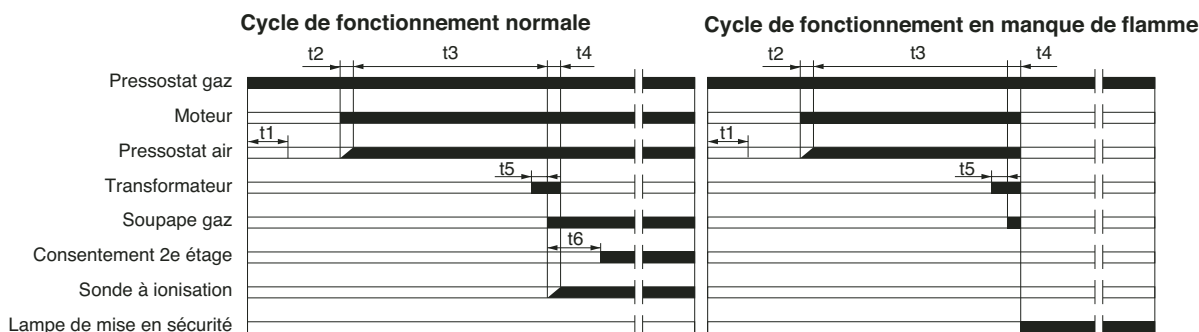 Cycle de fonctionnement normale
Cycle de fonctionnement en manque de flamme
t2 t3 t4
t2 t3 t4
Pressostat gaz
Moteur
t1
t1
Pressostat air
t5
t5
Transformateur
Soupape gaz
t6
Consentement 2e étage
Sonde à ionisation
Lampe de mise en sécurité